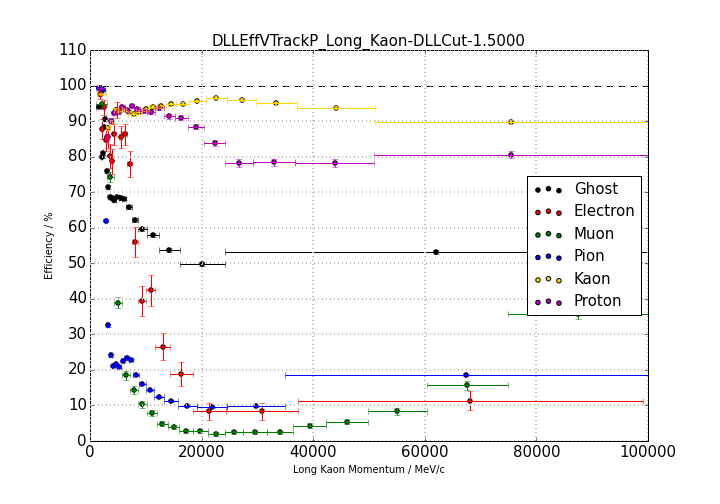 DLLEffVTrackP_Long_Kaon-DLLCut-1.5000
110
100
90
80
70
60
50
40
30
20
10
0
Efficiency / %
Ghost
Electron
Muon
Pion
Kaon
Proton
0 20000 40000 60000 80000 100000
Long Kaon Momentum / MeV/c